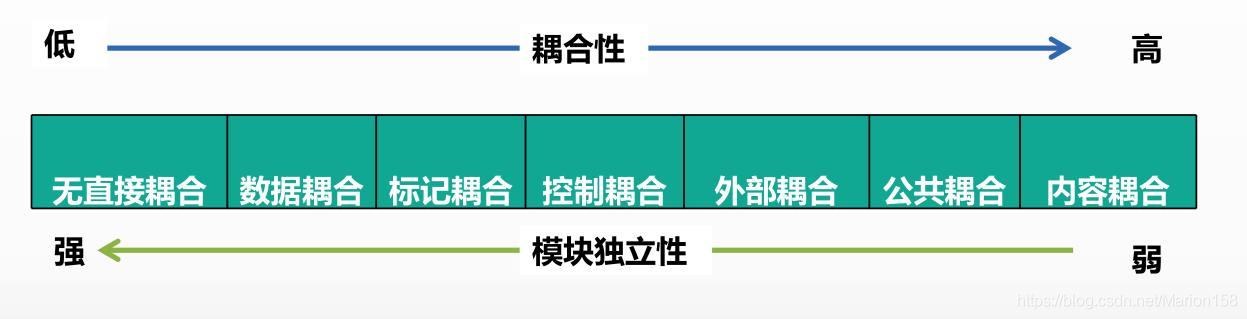 低 耦合性 高
无直接耦合 数据耦合 标记耦合 控制耦合 外部耦合 公共耦合 内容耦合
强 模块独立性 弱
https://blog.csdn.net/Marion158